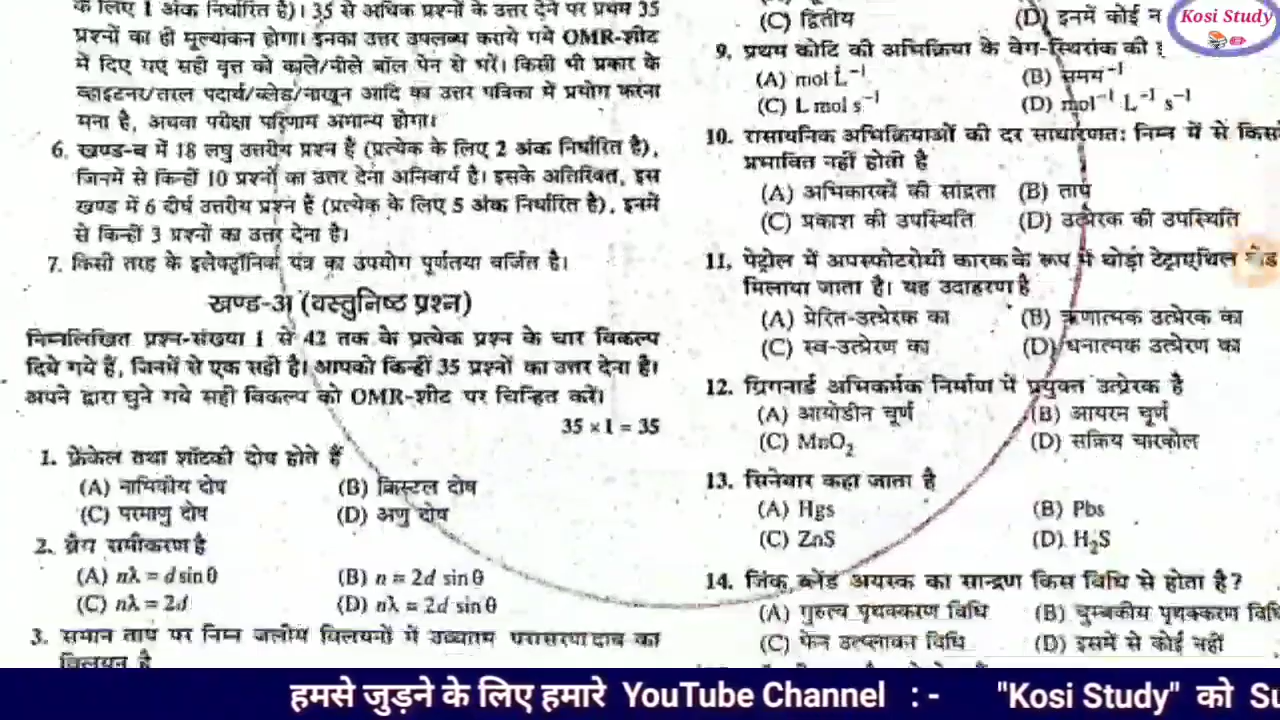 के लिए 1 अंक निर्धारित है)। 35 से अधिक प्रश्नों के उत्तर देने पर प्रथम 35
प्रश्नों का ही मूल्यांकन होगा। इनका उत्तर उपलब्ध कराये गये OMR-शीट
में दिए गए सही वृत्त को काले/नीले बॉल पेन से भरें। किसी भी प्रकार के
व्हाइटनर/तरल पदार्थ/ब्लेड/नाखून आदि का उत्तर पत्रिका में प्रयोग करना
मना है, अथवा परीक्षा परिणाम अमान्य होगा।
6. खण्ड-ब में 18 लघु उत्तरीय प्रश्न हैं (प्रत्येक के लिए 2 अंक निर्धारित है),
जिनमें से किन्हीं 10 प्रश्नों का उत्तर देना अनिवार्य है। इसके अतिरिक्त, इस
खण्ड में 6 दीर्घ उत्तरीय प्रश्न हैं (प्रत्येक के लिए 5 अंक निर्धारित है), इनमें
से किन्हीं 3 प्रश्नों का उत्तर देना है।
7. किसी तरह के इलेक्ट्रॉनिक यंत्र का उपयोग पूर्णतया वर्जित है।
खण्ड-अ (वस्तुनिष्ठ प्रश्न)
निम्नलिखित प्रश्न-संख्या 1 से 42 तक के प्रत्येक प्रश्न के चार विकल्प
दिये गये हैं, जिनमें से एक सही है। आपको किन्हीं 35 प्रश्नों का उत्तर देना है।
अपने द्वारा चुने गये सही विकल्प को OMR-शीट पर चिन्हित करें।
35 × 1 = 35
1. फ्रेंकेल तथा शॉटकी दोष होते हैं
(A) नाभिकीय दोष (B) क्रिस्टल दोष
(C) परमाणु दोष (D) अणु दोष
2. ब्रैग समीकरण है
(A) nλ = d sin θ (B) n = 2d sin θ
(C) nλ = 2d (D) nλ = 2d sin θ
3. समान ताप पर निम्न जलीय विलयनों में उच्चतम परासरण दाब का
विलयन है
(C) द्वितीय (D) इनमें कोई न
9. प्रथम कोटि की अभिक्रिया के वेग-स्थिरांक की
(A) mol L⁻¹ (B) समय⁻¹
(C) L mol s⁻¹ (D) mol⁻¹ L⁻¹ s⁻¹
10. रासायनिक अभिक्रियाओं की दर साधारणतः निम्न में से किस
प्रभावित नहीं होती है
(A) अभिकारकों की सांद्रता (B) ताप
(C) प्रकाश की उपस्थिति (D) उत्प्रेरक की उपस्थिति
11. पेट्रोल में अपस्फोटरोधी कारक के रूप में थोड़ा टेट्राएथिल
मिलाया जाता है। यह उदाहरण है
(A) प्रेरित-उत्प्रेरक का (B) ऋणात्मक उत्प्रेरक का
(C) स्व-उत्प्रेरण का (D) धनात्मक उत्प्रेरण का
12. ग्रिगनार्ड अभिकर्मक निर्माण में प्रयुक्त उत्प्रेरक है
(A) आयोडीन चूर्ण (B) आयरन चूर्ण
(C) MnO₂ (D) सक्रिय चारकोल
13. सिनेबार कहा जाता है
(A) Hgs (B) Pbs
(C) ZnS (D) H₂S
14. जिंक ब्लेंड अयस्क का सान्द्रण किस विधि से होता है?
(A) गुरुत्व पृथक्करण विधि (B) चुम्बकीय पृथक्करण विधि
(C) फेन उत्प्लावन विधि (D) इसमें से कोई नहीं
Kosi Study
हमसे जुड़ने के लिए हमारे YouTube Channel :- "Kosi Study" को Su